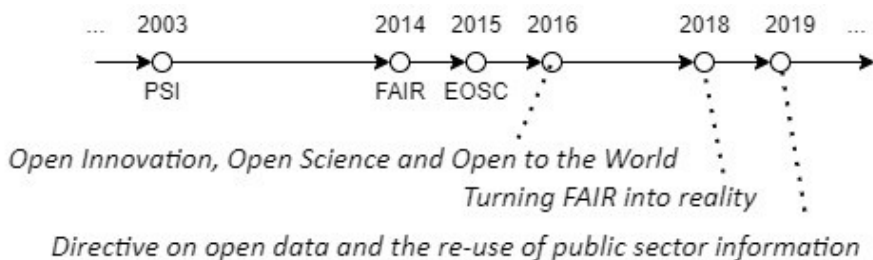 ... 2003 2014 2015 2016 2018 2019 ...
PSI FAIR EOSC
Open Innovation, Open Science and Open to the World
Turning FAIR into reality
Directive on open data and the re-use of public sector information